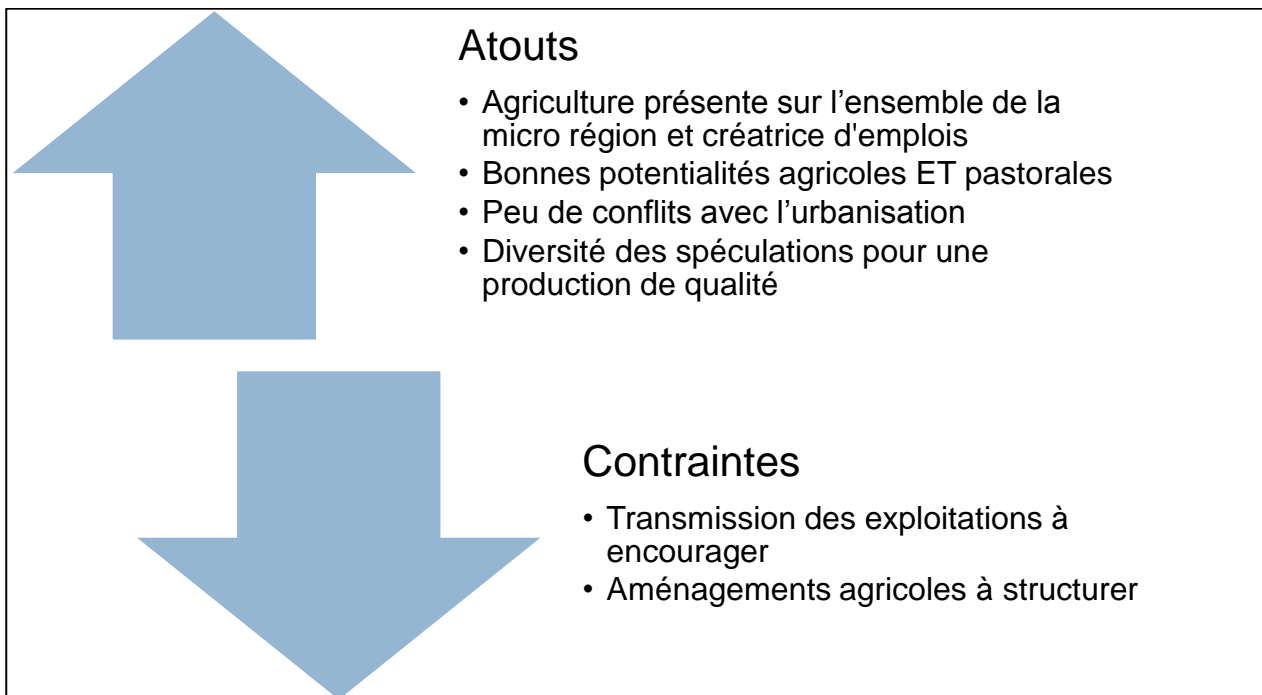 Atouts
• Agriculture présente sur l’ensemble de la
micro région et créatrice d'emplois
• Bonnes potentialités agricoles ET pastorales
• Peu de conflits avec l’urbanisation
• Diversité des spéculations pour une
production de qualité
Contraintes
• Transmission des exploitations à
encourager
• Aménagements agricoles à structurer